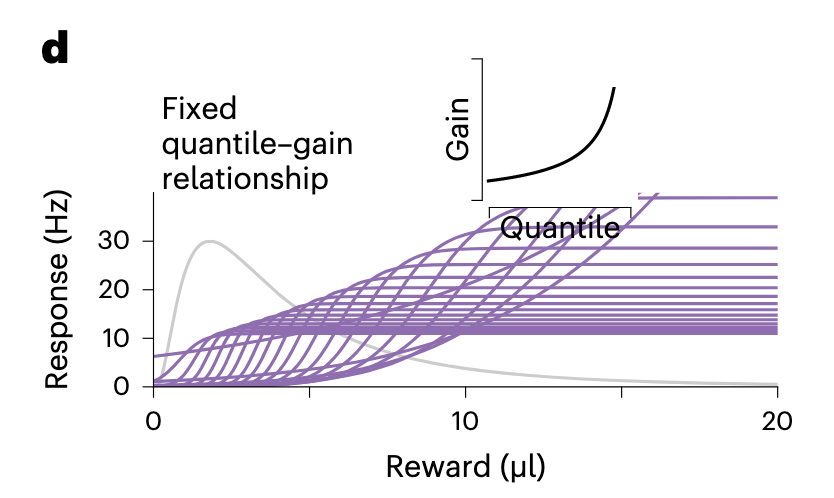 d
Fixed
quantile–gain
relationship
Gain
Quantile
Response (Hz)
30
20
10
0
0
10
20
Reward (µl)